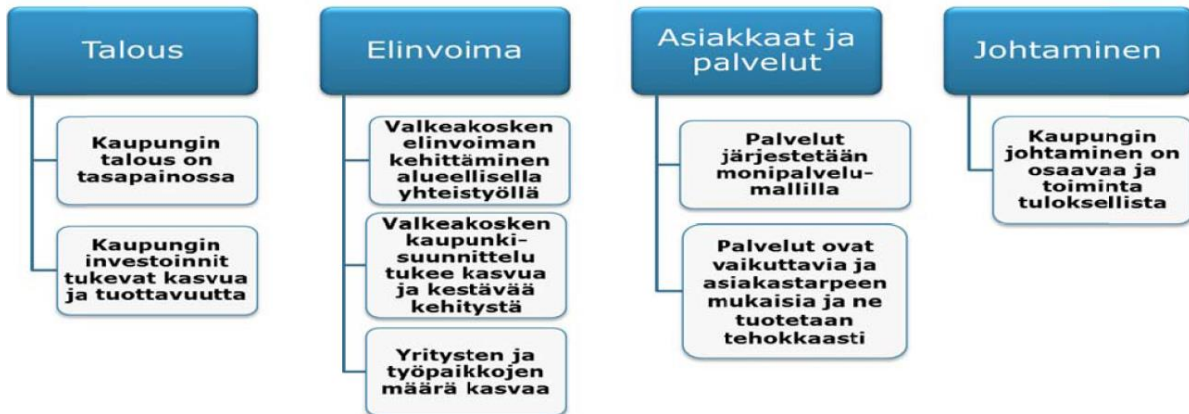 Talous
Kaupungin
talous on
tasapainossa
Kaupungin
investoinnit
tukevat kasvua
ja tuottavuutta
Elinvoima
Valkeakosken
elinvoiman
kehittäminen
alueellisella
yhteistyöllä
Valkeakosken
kaupunki-
suunnittelu
tukee kasvua
ja kestävää
kehitystä
Yritysten ja
työpaikkojen
määrä kasvaa
Asiakkaat ja
palvelut
Palvelut
järjestetään
monipalvelu-
mallilla
Palvelut ovat
vaikuttavia ja
asiakastarpeen
mukaisia ja ne
tuotetaan
tehokkaasti
Johtaminen
Kaupungin
johtaminen on
osaavaa ja
toiminta
tuloksellista